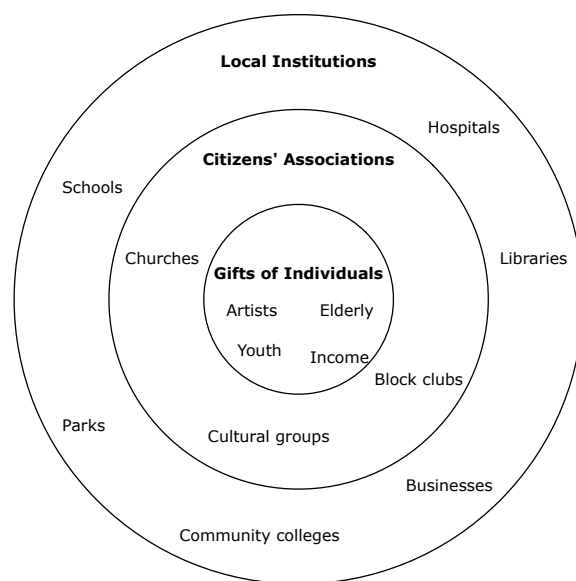 Local Institutions
Hospitals
Citizens' Associations
Schools
Churches
Libraries
Gifts of Individuals
Artists
Elderly
Youth
Income
Block clubs
Parks
Cultural groups
Businesses
Community colleges